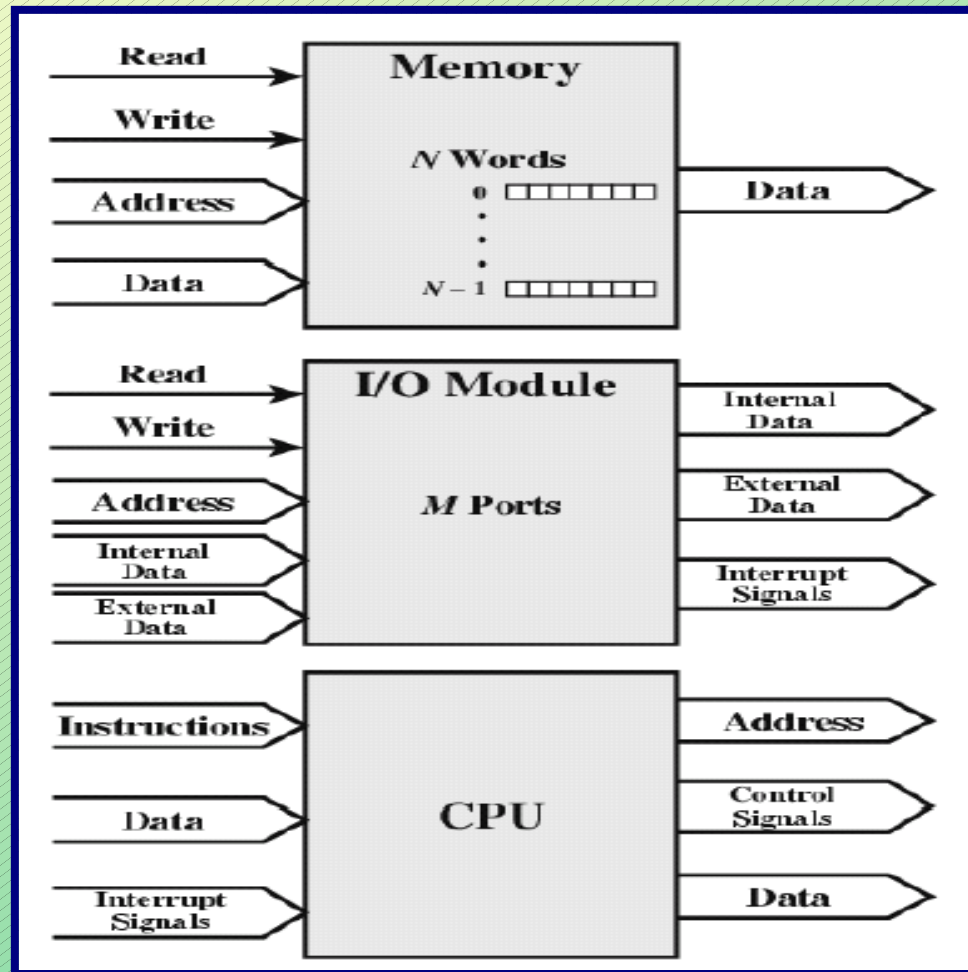 Read
Write
Address
Data
Memory
N Words
0
N – 1
Data
Read
Write
Address
Internal
Data
External
Data
I/O Module
M Ports
Internal
Data
External
Data
Interrupt
Signals
Instructions
Data
Interrupt
Signals
CPU
Address
Control
Signals
Data